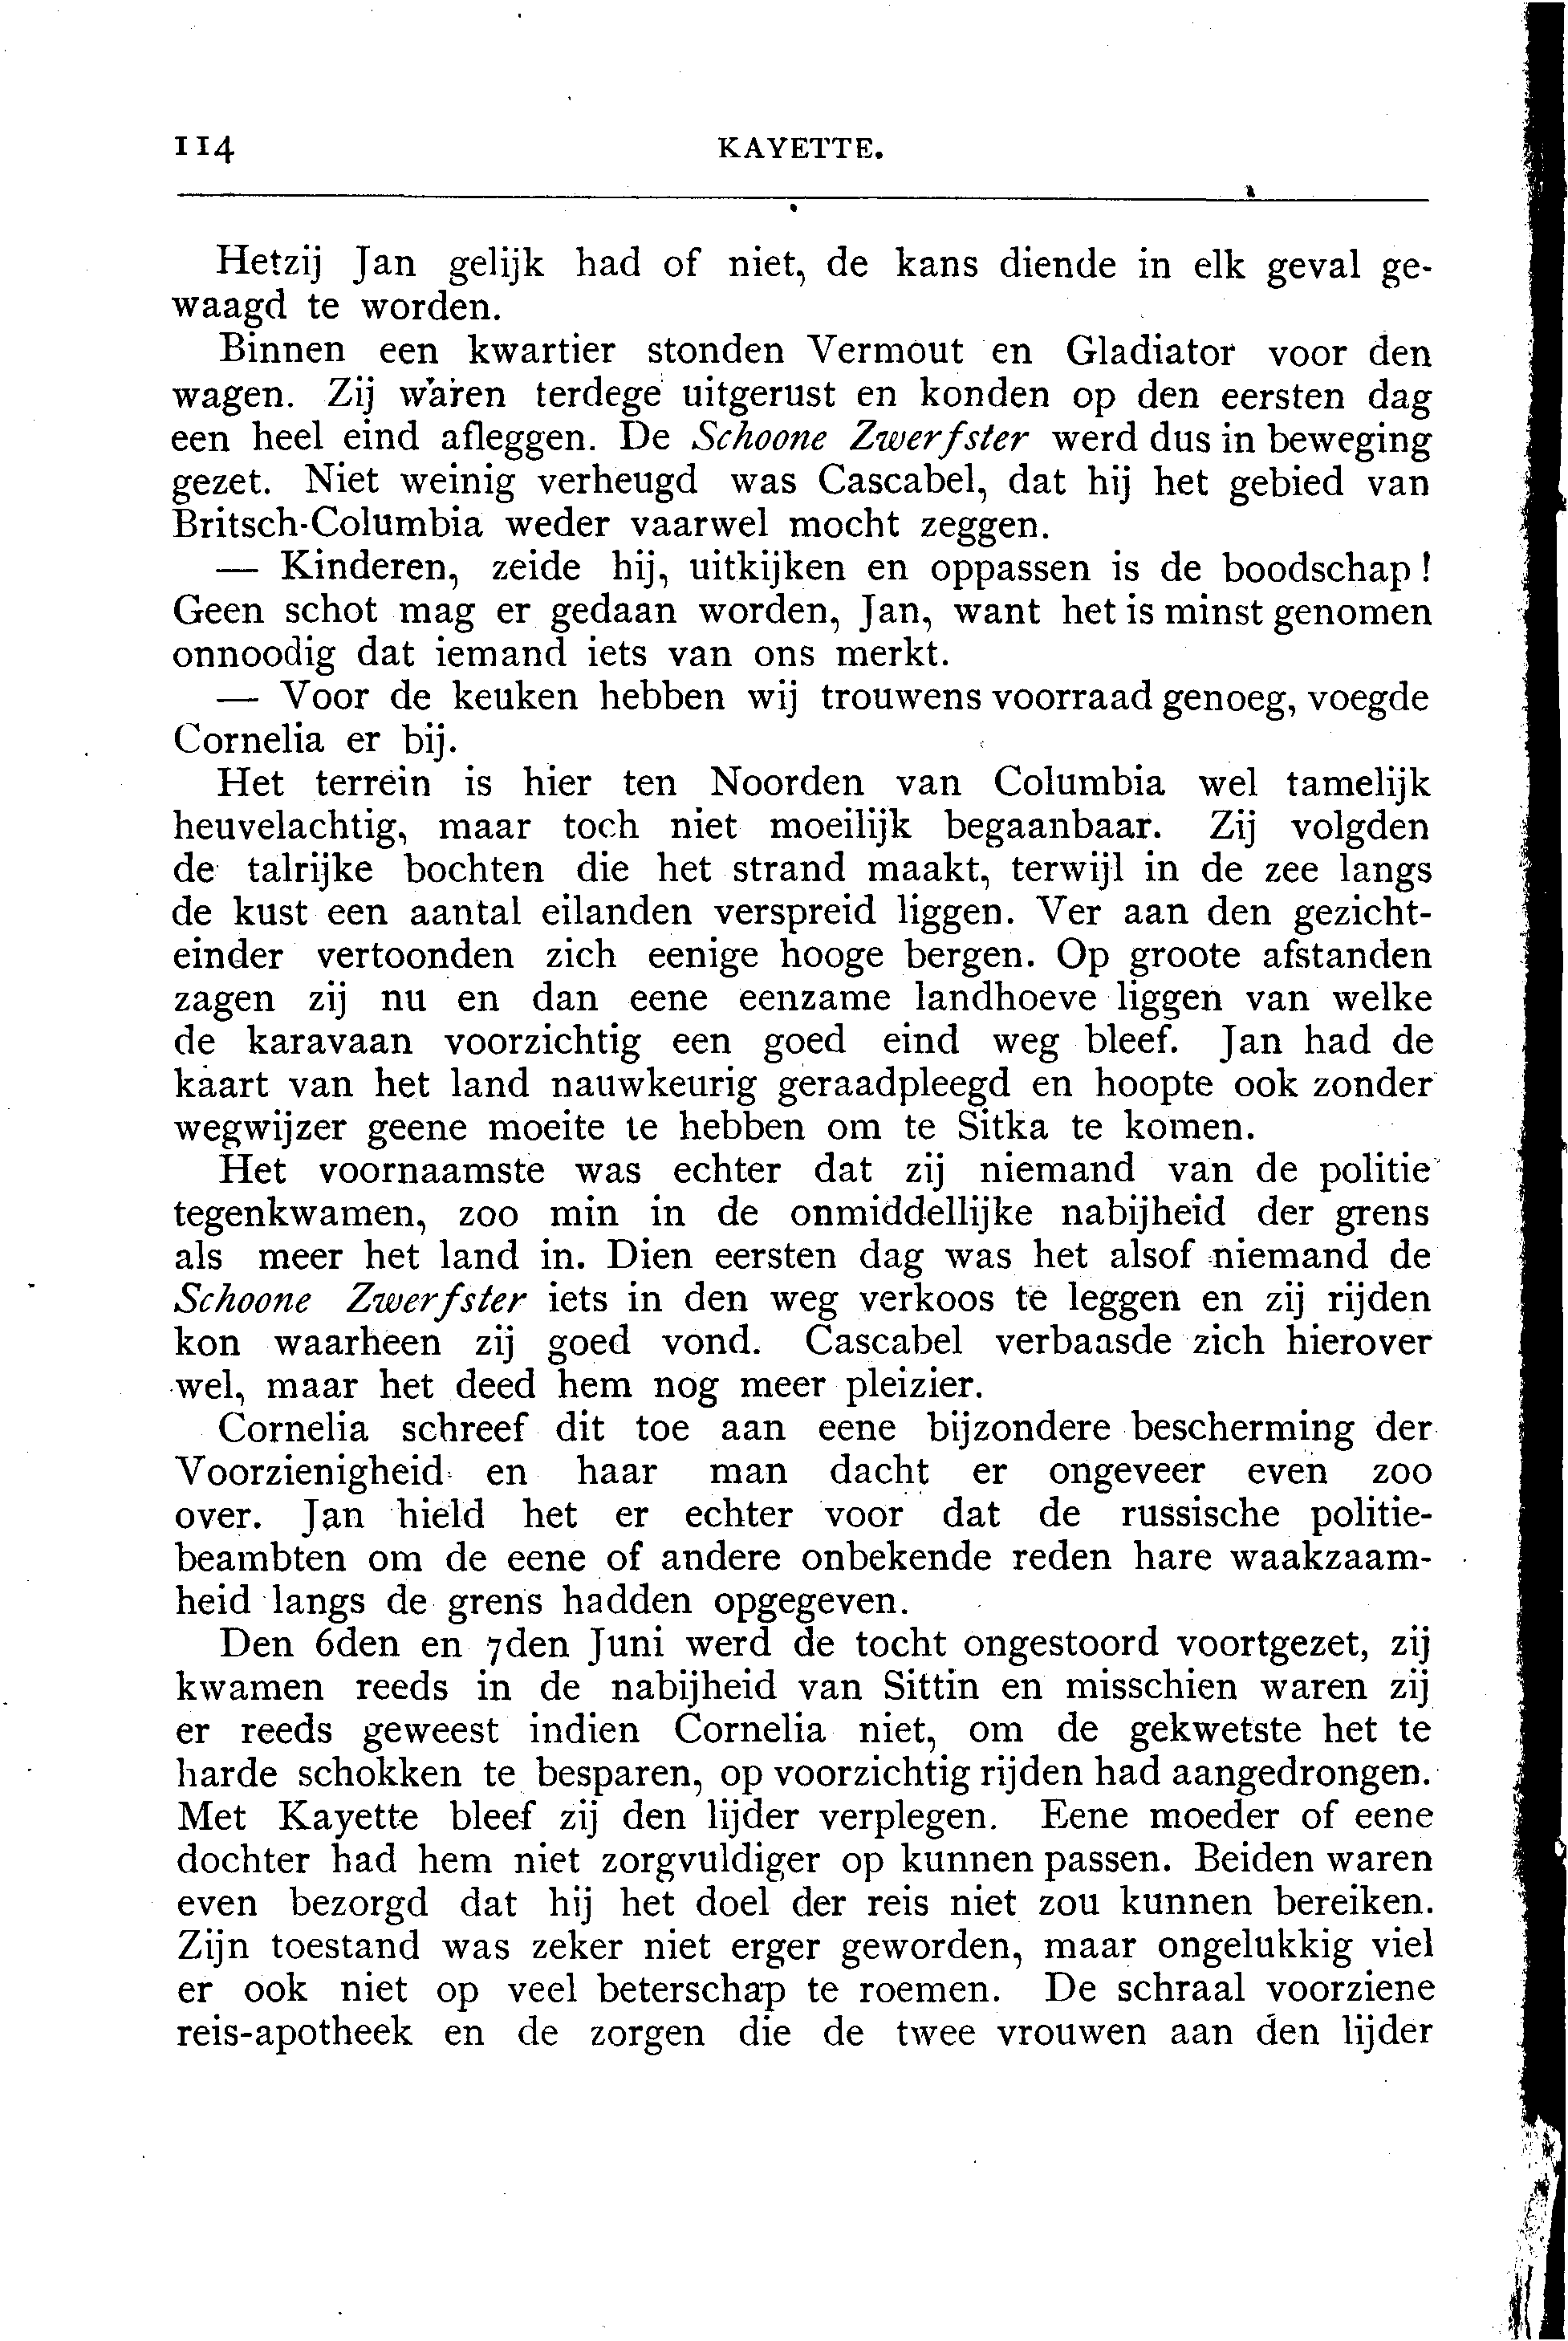 114 KAYETTE.
Hetzij Jan gelijk had of niet, de kans diende in elk geval ge-
waagd te worden.
Binnen een kwartier stonden Vermout en Gladiator voor den
wagen. Zij waren terdege uitgerust en konden op den eersten dag
een heel eind afleggen. De Schoone Zwerfster werd dus in beweging
gezet. Niet weinig verheugd was Cascabel, dat hij het gebied van
Britsch-Columbia weder vaarwel mocht zeggen.
— Kinderen, zeide hij, uitkijken en oppassen is de boodschap!
Geen schot mag er gedaan worden, Jan, want het is minst genomen
onnoodig dat iemand iets van ons merkt.
— Voor de keuken hebben wij trouwens voorraad genoeg, voegde
Cornelia er bij.
Het terrein is hier ten Noorden van Columbia wel tamelijk
heuvelachtig, maar toch niet moeilijk begaanbaar. Zij volgden
de talrijke bochten die het strand maakt, terwijl in de zee langs
de kust een aantal eilanden verspreid liggen. Ver aan den gezicht-
einder vertoonden zich eenige hooge bergen. Op groote afstanden
zagen zij nu en dan eene eenzame landhoeve liggen van welke
de karavaan voorzichtig een goed eind weg bleef. Jan had de
kaart van het land nauwkeurig geraadpleegd en hoopte ook zonder
wegwijzer geene moeite te hebben om te Sitka te komen.
Het voornaamste was echter dat zij niemand van de politie
tegenkwamen, zoo min in de onmiddellijke nabijheid der grens
als meer het land in. Dien eersten dag was het alsof niemand de
Schoone Zwerfster iets in den weg verkoos te leggen en zij rijden
kon waarheen zij goed vond. Cascabel verbaasde zich hierover
wel, maar het deed hem nog meer pleizier.
Cornelia schreef dit toe aan eene bijzondere bescherming der
Voorzienigheid en haar man dacht er ongeveer even zoo
over. Jan hield het er echter voor dat de russische politie-
beambten om de eene of andere onbekende reden hare waakzaam-
heid langs de grens hadden opgegeven.
Den 6den en 7den Juni werd de tocht ongestoord voortgezet, zij
kwamen reeds in de nabijheid van Sittin en misschien waren zij
er reeds geweest indien Cornelia niet, om de gekwetste het te
harde schokken te besparen, op voorzichtig rijden had aangedrongen.
Met Kayette bleef zij den lijder verplegen. Eene moeder of eene
dochter had hem niet zorgvuldiger op kunnen passen. Beiden waren
even bezorgd dat hij het doel der reis niet zou kunnen bereiken.
Zijn toestand was zeker niet erger geworden, maar ongelukkig viel
er ook niet op veel beterschap te roemen. De schraal voorziene
reis-apotheek en de zorgen die de twee vrouwen aan den lijder